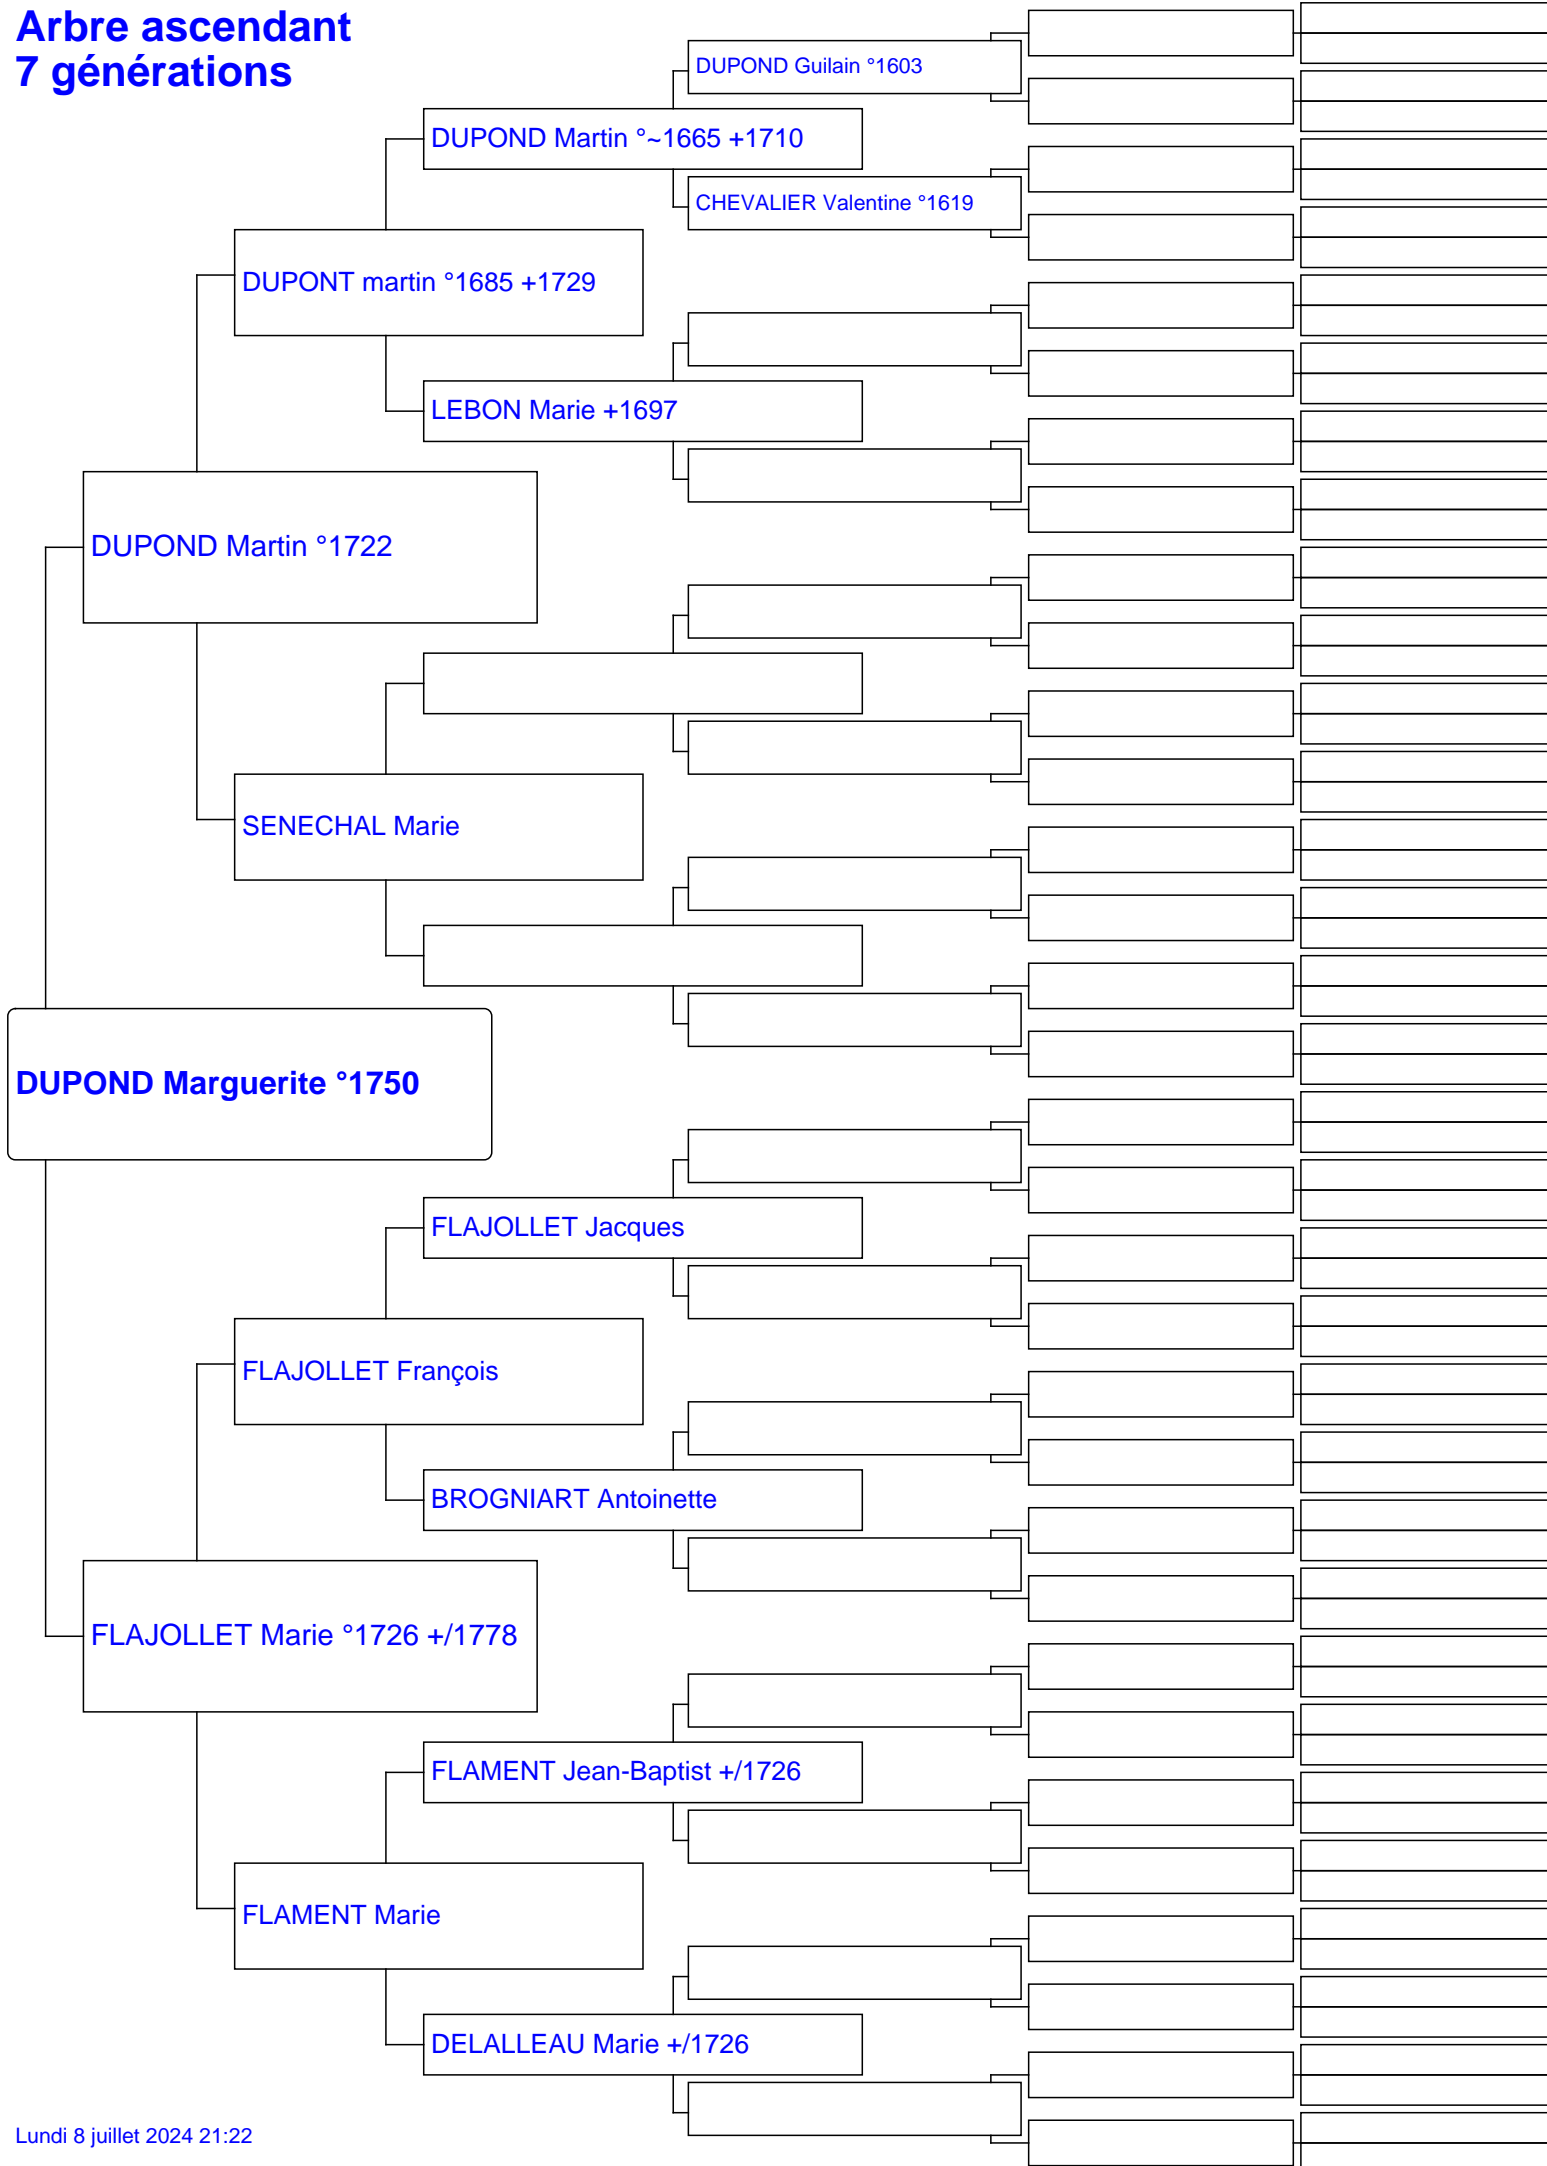 Arbre ascendant
7 générations
DUPOND Guilain °1603
DUPOND Martin °~1665 +1710
CHEVALIER Valentine °1619
DUPONT martin °1685 +1729
LEBON Marie +1697
DUPOND Martin °1722
SENECHAL Marie
DUPOND Marguerite °1750
FLAJOLLET Jacques
FLAJOLLET François
BROGNIART Antoinette
FLAJOLLET Marie °1726 +/1778
FLAMENT Jean-Baptist +/1726
FLAMENT Marie
DELALLEAU Marie +/1726
Lundi 8 juillet 2024 21:22